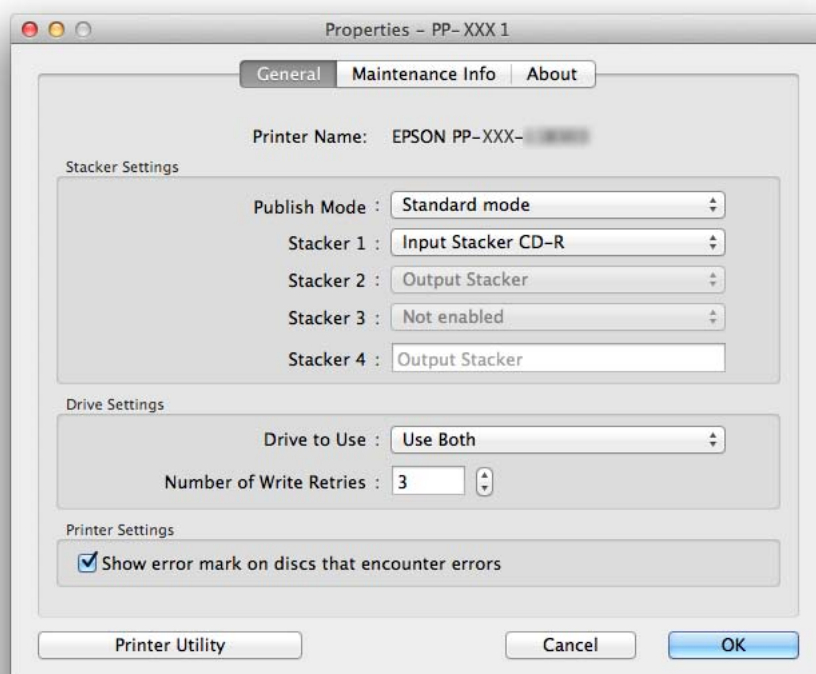 Properties – PP-XXX 1
General Maintenance Info About
Printer Name: EPSON PP-XXX-
Stacker Settings
Publish Mode : Standard mode
Stacker 1 : Input Stacker CD-R
Stacker 2 : Output Stacker
Stacker 3 : Not enabled
Stacker 4 : Output Stacker
Drive Settings
Drive to Use : Use Both
Number of Write Retries : 3
Printer Settings
Show error mark on discs that encounter errors
Printer Utility Cancel OK